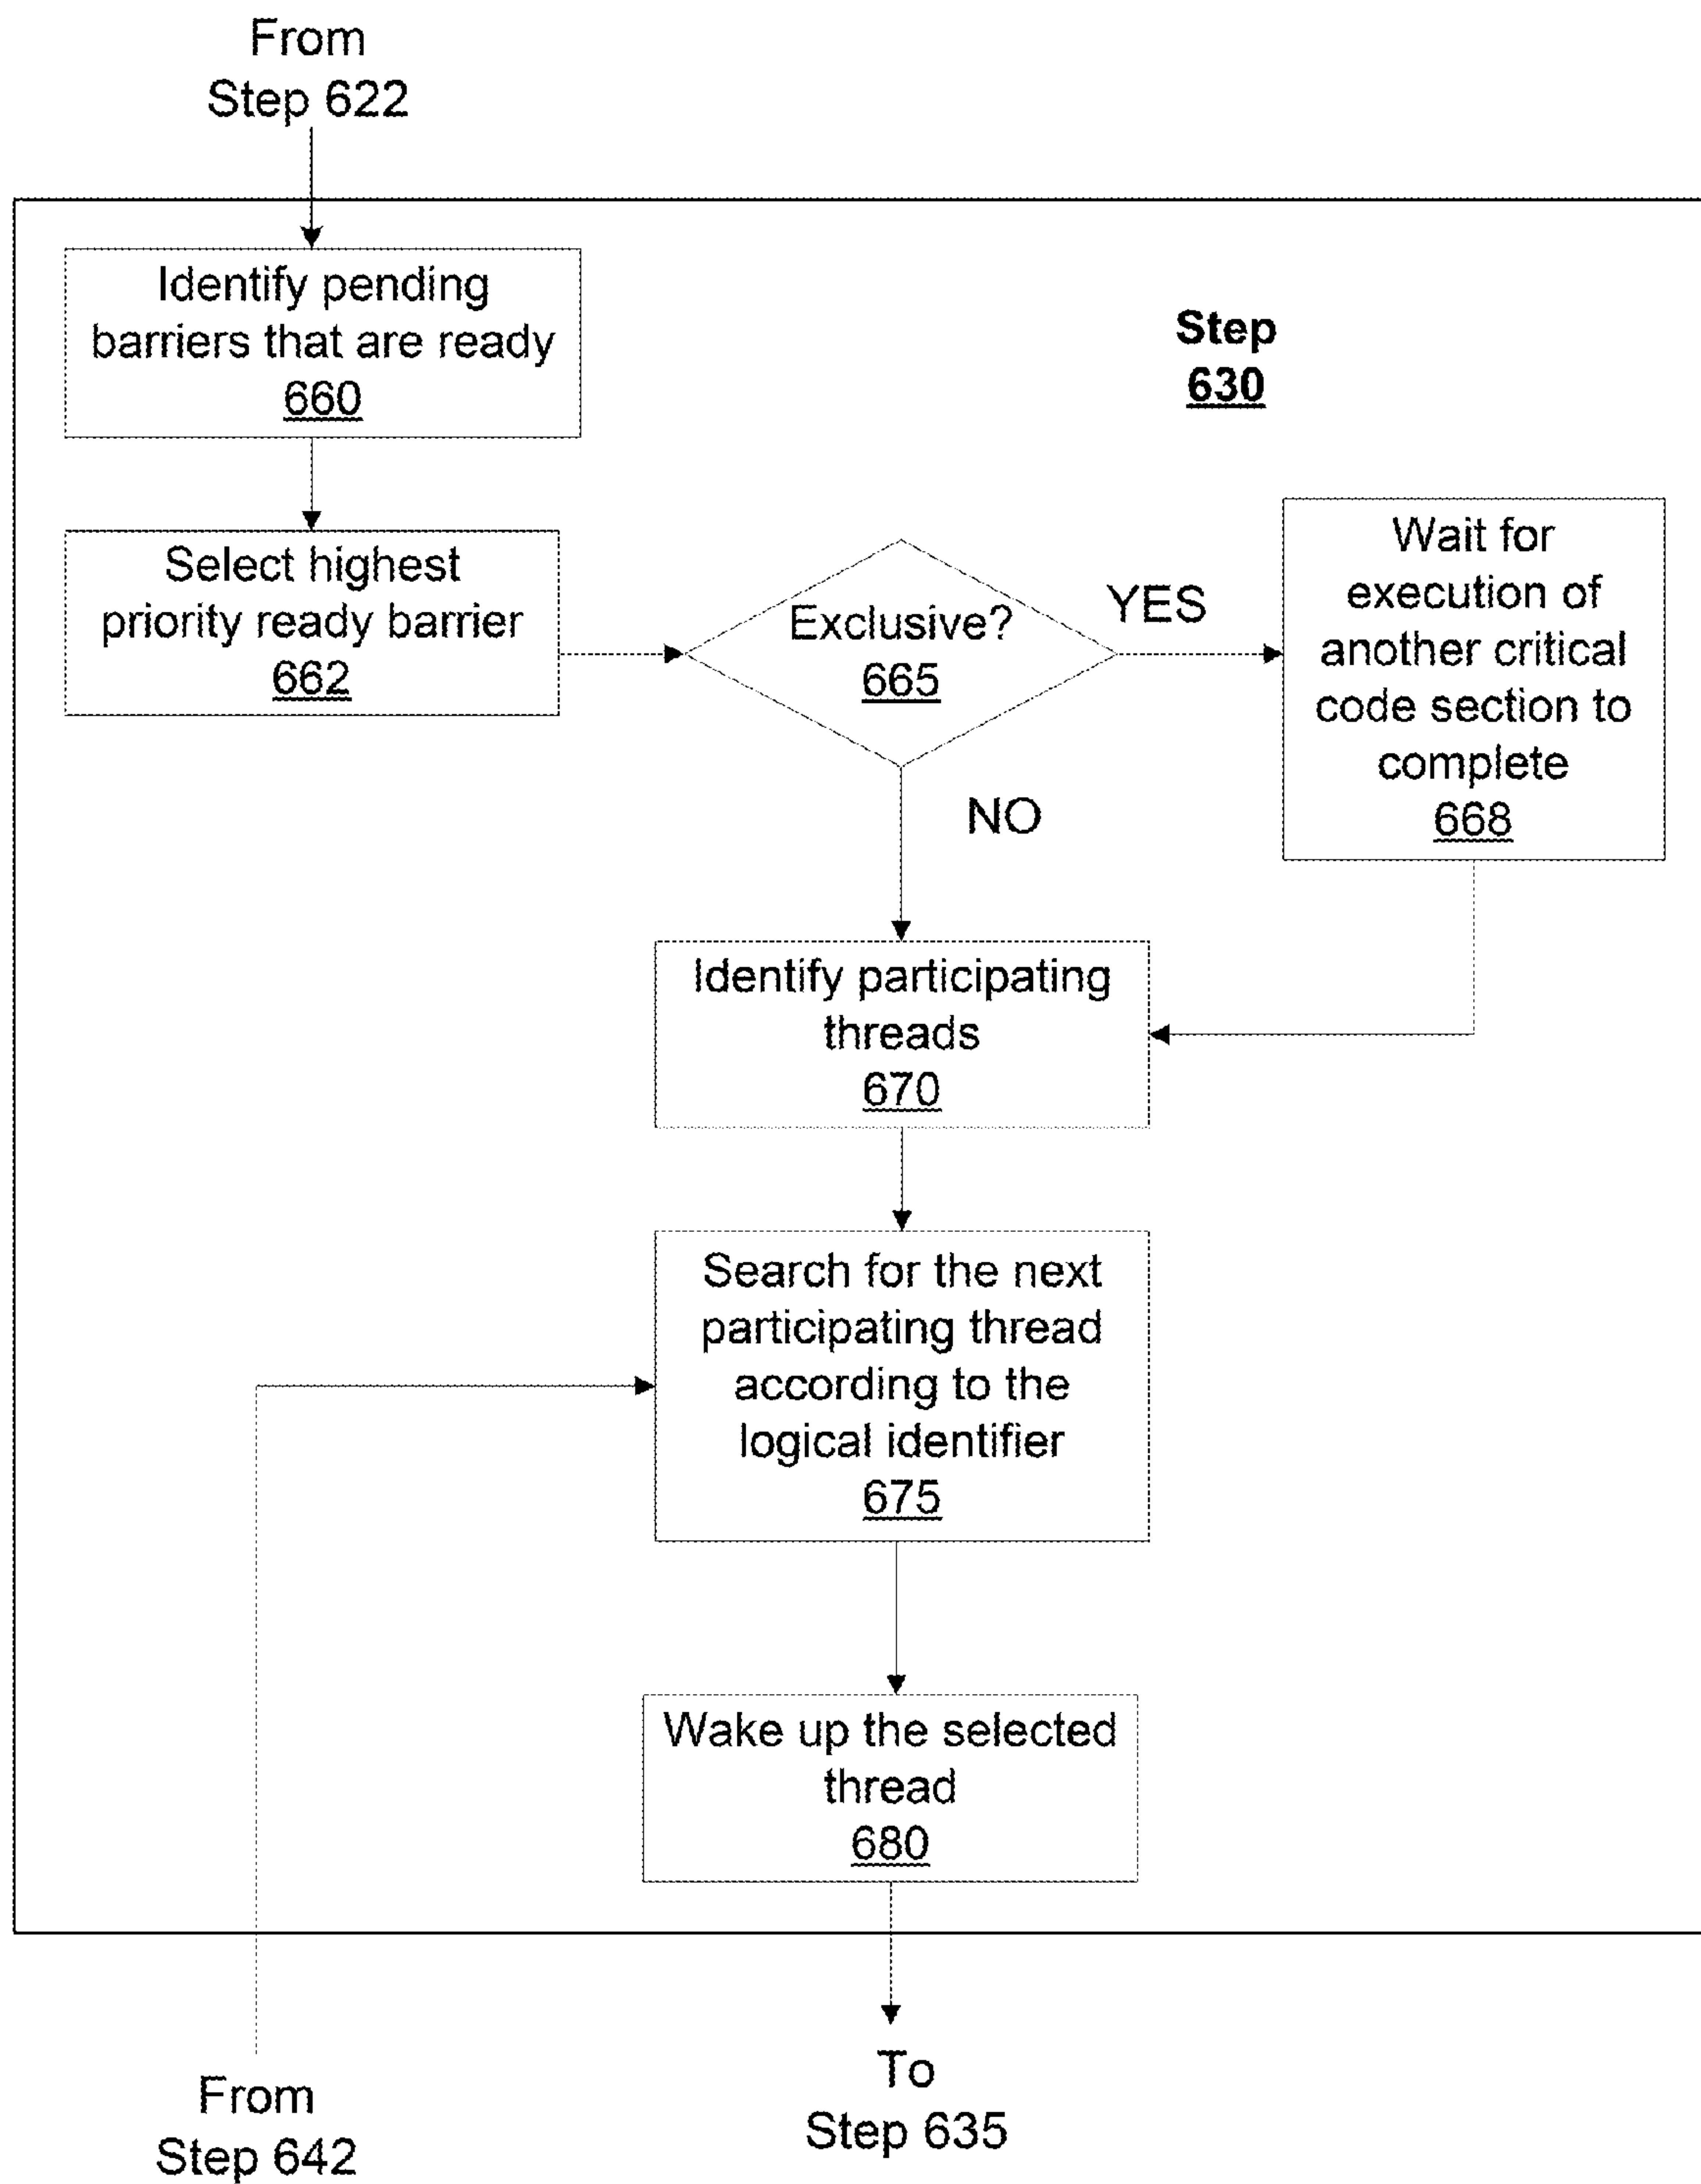 From
Step 622
Identify pending
barriers that are ready
660
Step
630
Select highest
priority ready barrier
662
Exclusive?
665
YES
Wait for
execution of
another critical
code section to
complete
668
NO
Identify participating
threads
670
Search for the next
participating thread
according to the
logical identifier
675
Wake up the selected
thread
680
To
Step 635
From
Step 642